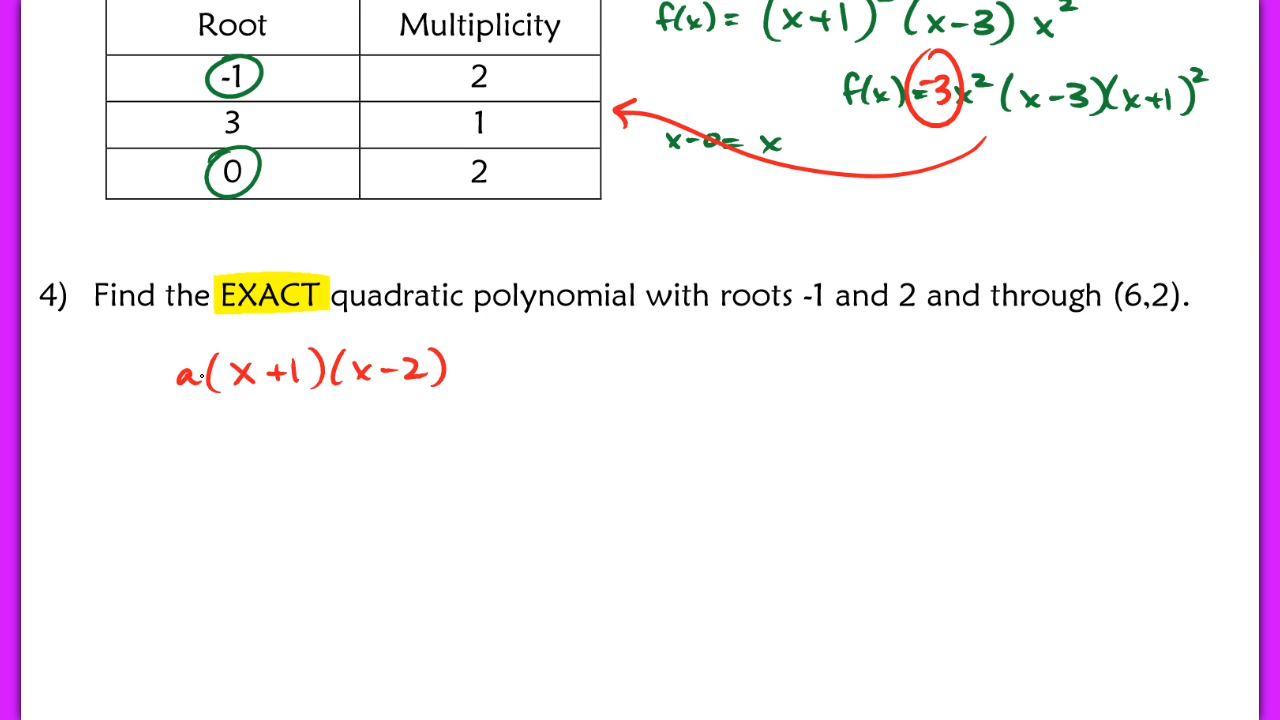 Root Multiplicity f(x) = (x+1)² (x-3) x²
-1 2 f(x)=-3x²(x-3)(x+1)²
3 1
x-0= x
0 2
4) Find the EXACT quadratic polynomial with roots -1 and 2 and through (6,2).
a(x+1)(x-2)